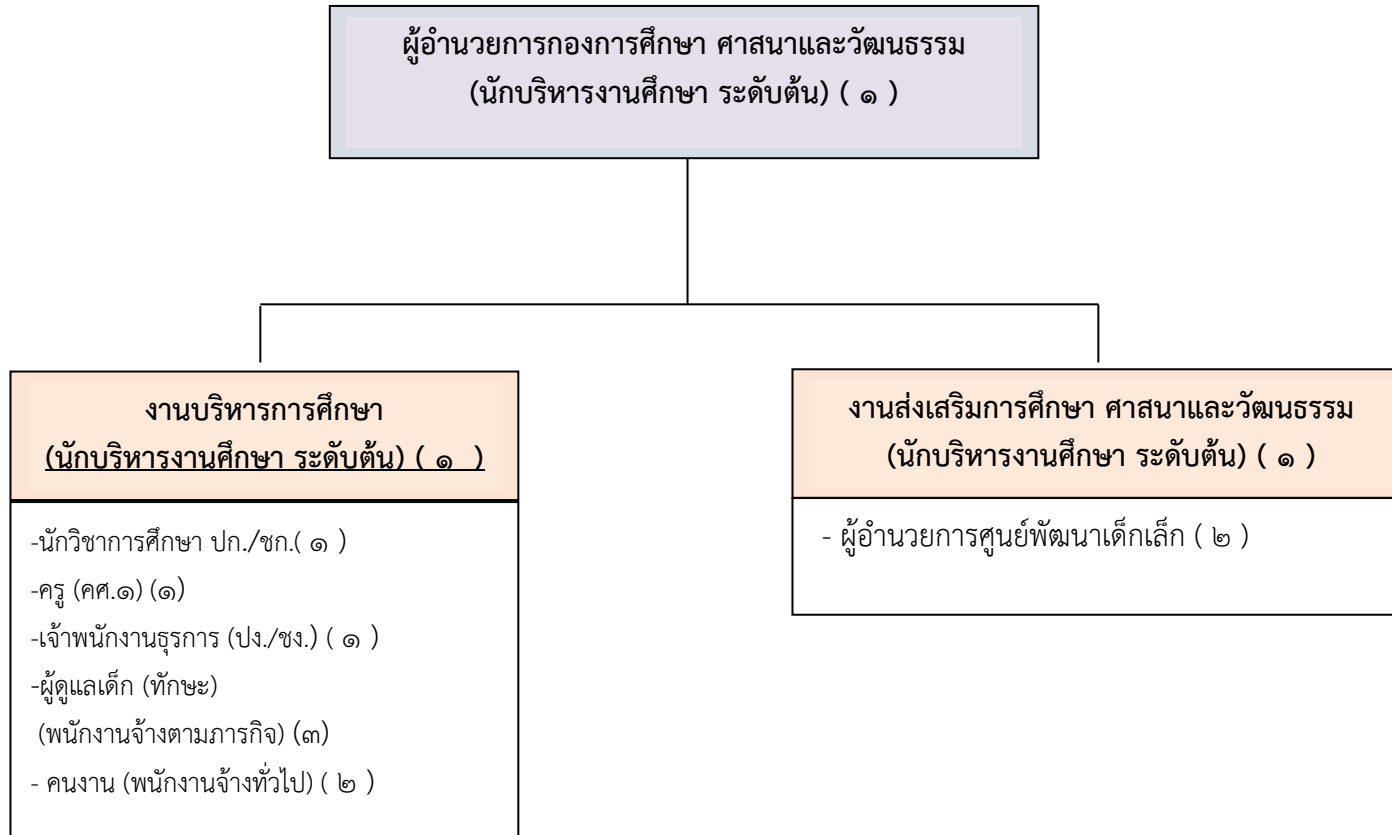 ผู้อำนวยการกองการศึกษา ศาสนาและวัฒนธรรม
(นักบริหารงานศึกษา ระดับต้น) ( ๑ )
งานบริหารการศึกษา
(นักบริหารงานศึกษา ระดับต้น) ( ๑ )
-นักวิชาการศึกษา ปก./ชก.( ๑ )
-ครู (คศ.๑) (๑)
-เจ้าพนักงานธุรการ (ปง./ชง.) ( ๑ )
-ผู้ดูแลเด็ก (ทักษะ)
(พนักงานจ้างตามภารกิจ) (๓)
- คนงาน (พนักงานจ้างทั่วไป) ( ๒ )
งานส่งเสริมการศึกษา ศาสนาและวัฒนธรรม
(นักบริหารงานศึกษา ระดับต้น) ( ๑ )
- ผู้อำนวยการศูนย์พัฒนาเด็กเล็ก ( ๒ )